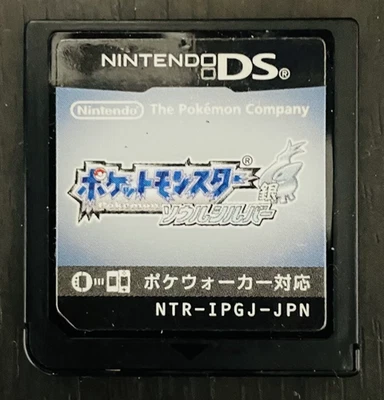 NINTENDO DS®
Nintendo® The Pokémon Company
ポケットモンスター®
Pokémon
銀
ソウルシルバー
ポケウォーカー対応
NTR-IPGJ-JPN